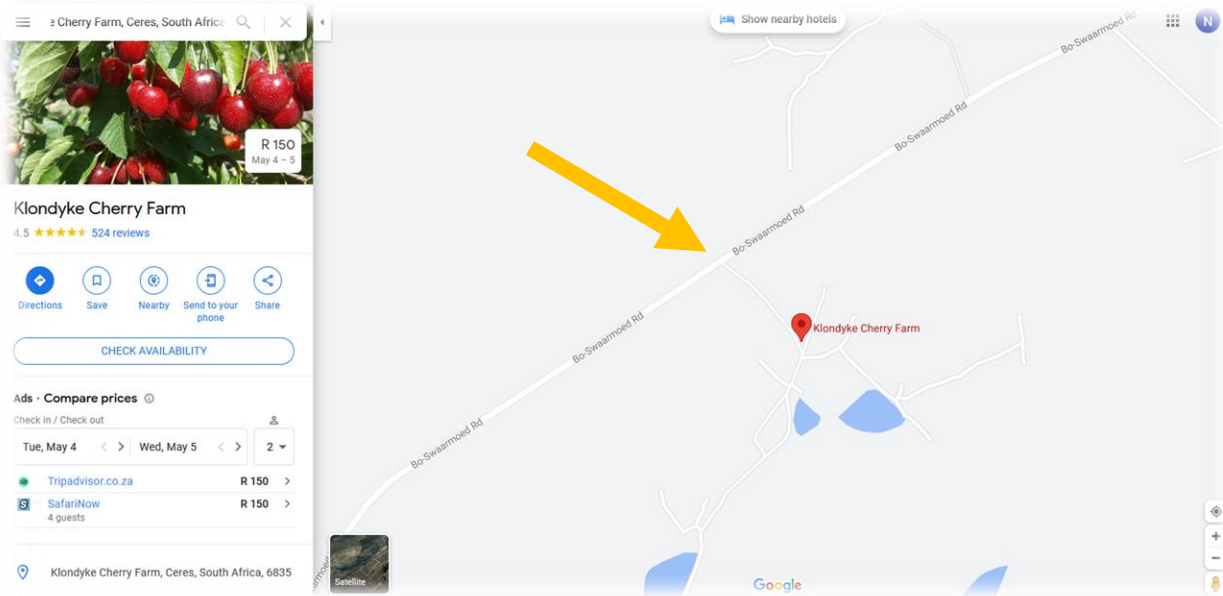 e Cherry Farm, Ceres, South Africa
Show nearby hotels
N
R 150
May 4 – 5
Klondyke Cherry Farm
4.5 524 reviews
Directions Save Nearby Send to your phone Share
CHECK AVAILABILITY
Ads · Compare prices
Check in / Check out
Tue, May 4 Wed, May 5 2
Tripadvisor.co.za R 150
SafariNow R 150
4 guests
Klondyke Cherry Farm, Ceres, South Africa, 6835
Bo-Swaarmoed Rd
Bo-Swaarmoed Rd
Bo-Swaarmoed Rd
Bo-Swaarmoed Rd
Bo-Swaarmoed Rd
Klondyke Cherry Farm
Satellite
Google